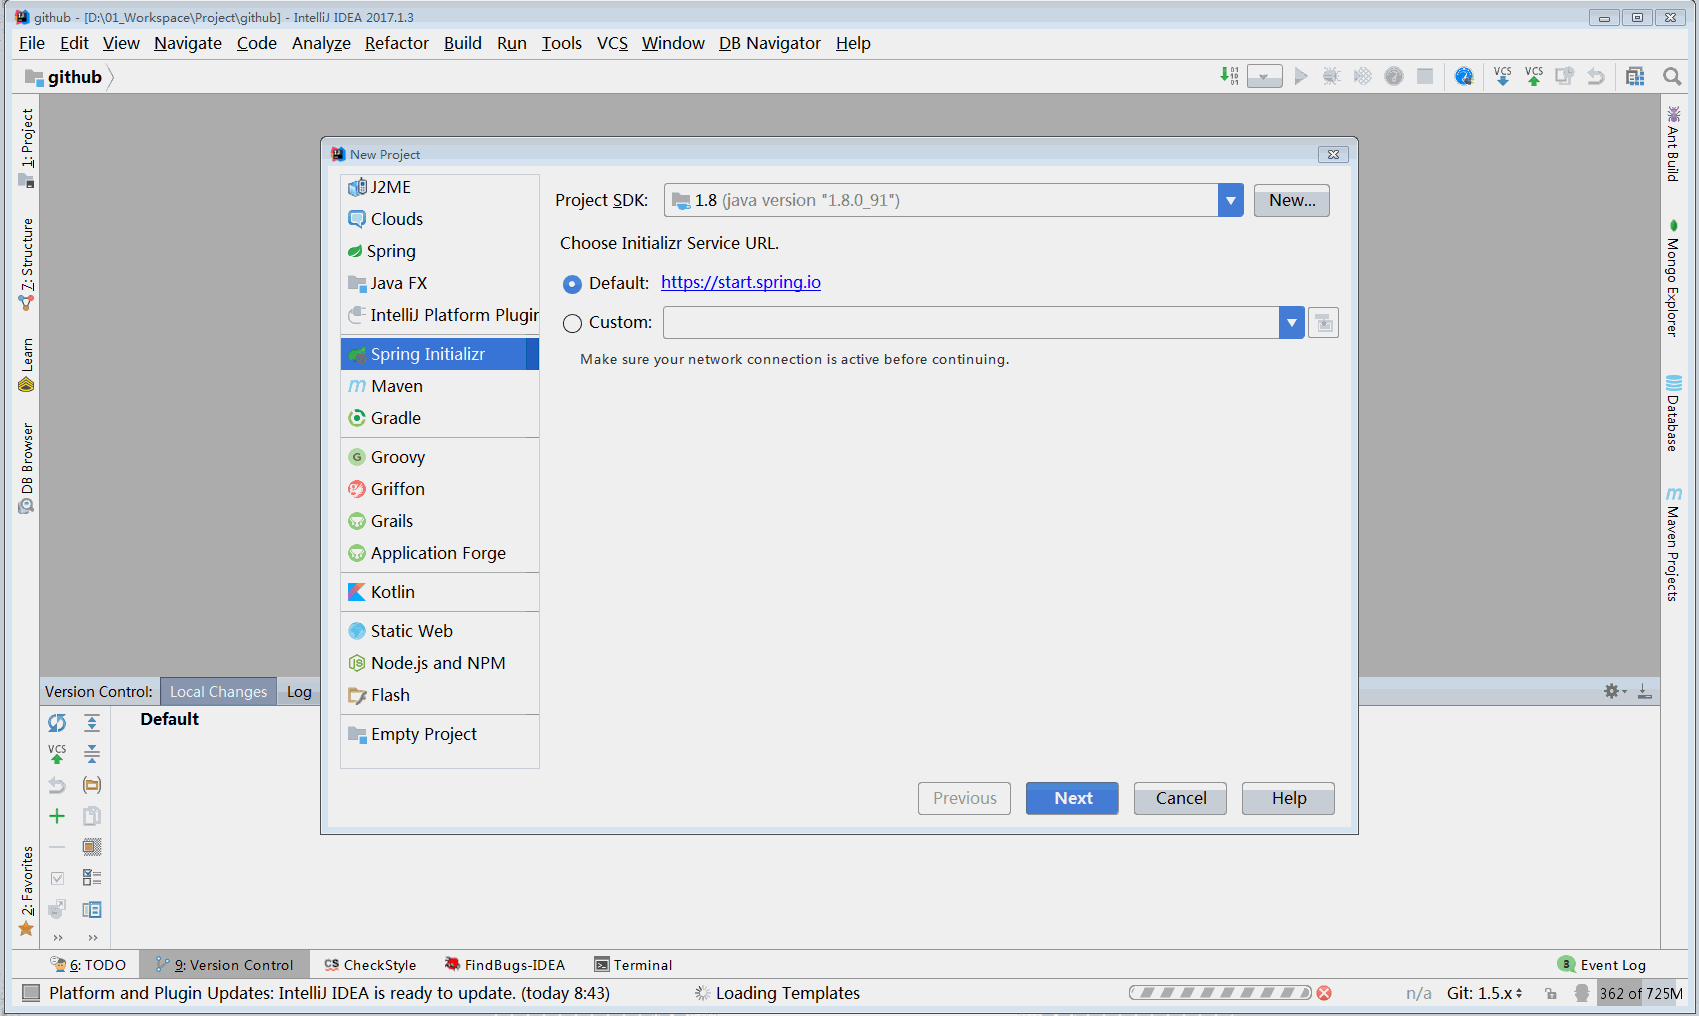 github - [D:\01_Workspace\Project\github] - IntelliJ IDEA 2017.1.3
File Edit View Navigate Code Analyze Refactor Build Run Tools VCS Window DB Navigator Help
github
VCS VCS
1: Project
7: Structure
Learn
DB Browser
2: Favorites
New Project
J2ME
Clouds
Spring
Java FX
IntelliJ Platform Plugin
Spring Initializr
Maven
Gradle
Groovy
Griffon
Grails
Application Forge
Kotlin
Static Web
Node.js and NPM
Flash
Empty Project
Project SDK: 1.8 (java version "1.8.0_91") New...
Choose Initializr Service URL.
Default: https://start.spring.io
Custom:
Make sure your network connection is active before continuing.
Previous Next Cancel Help
Ant Build
Mongo Explorer
Database
Maven Projects
Version Control: Local Changes Log
Default
VCS
6: TODO 9: Version Control CheckStyle FindBugs-IDEA Terminal 3 Event Log
Platform and Plugin Updates: IntelliJ IDEA is ready to update. (today 8:43) Loading Templates n/a Git: 1.5.x 362 of 725M